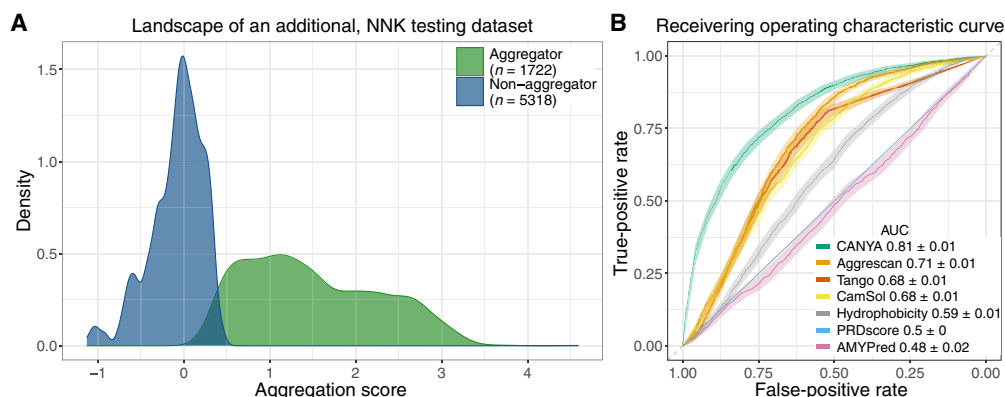 A
Landscape of an additional, NNK testing dataset
Density
1.5
1.0
0.5
0.0
Aggregator
(n = 1722)
Non−aggregator
(n = 5318)
−1
0
1
2
3
4
Aggregation score
B
Receivering operating characteristic curve
True-positive rate
1.00
0.75
0.50
0.25
0.00
AUC
CANYA 0.81 ± 0.01
Aggrescan 0.71 ± 0.01
Tango 0.68 ± 0.01
CamSol 0.68 ± 0.01
Hydrophobicity 0.59 ± 0.01
PRDscore 0.5 ± 0
AMYPred 0.48 ± 0.02
1.00
0.75
0.50
0.25
0.00
False-positive rate